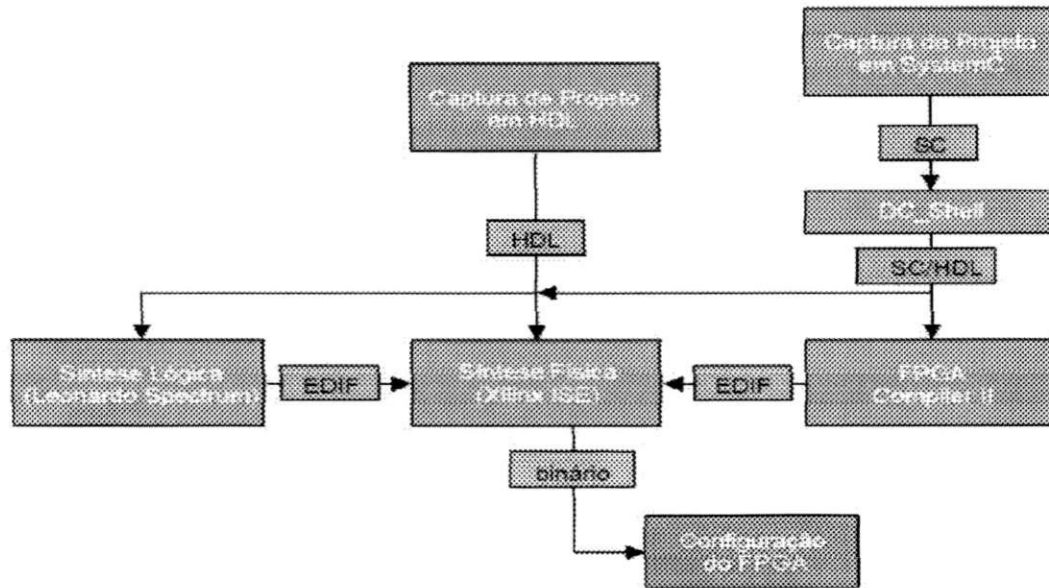 Captura de Projeto
em SystemC
Captura de Projeto
em HDL
SC
DC_Shell
HDL
SC/HDL
Síntese Lógica
(Leonardo Spectrum)
EDIF
Síntese Física
(Xilinx ISE)
EDIF
FPGA
Compiler II
binário
Configuração
do FPGA